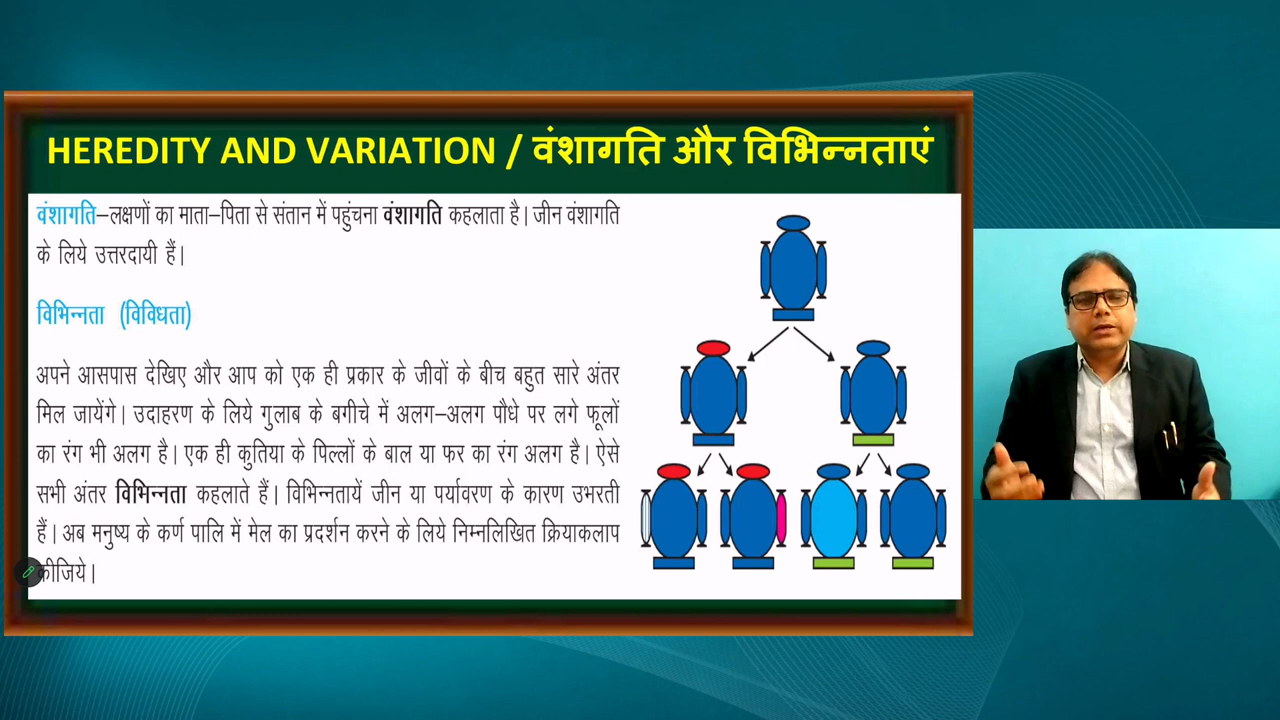 HEREDITY AND VARIATION / वंशागति और विभिन्नताएं
वंशागति–लक्षणों का माता–पिता से संतान में पहुंचना वंशागति कहलाता है। जीन वंशागति
के लिये उत्तरदायी हैं।
विभिन्नता (विविधता)
अपने आसपास देखिए और आप को एक ही प्रकार के जीवों के बीच बहुत सारे अंतर
मिल जायेंगे। उदाहरण के लिये गुलाब के बगीचे में अलग–अलग पौधे पर लगे फूलों
का रंग भी अलग है। एक ही कुतिया के पिल्लों के बाल या फर का रंग अलग है। ऐसे
सभी अंतर विभिन्नता कहलाते हैं। विभिन्नतायें जीन या पर्यावरण के कारण उभरती
हैं। अब मनुष्य के कर्ण पालि में मेल का प्रदर्शन करने के लिये निम्नलिखित क्रियाकलाप
कीजिये।